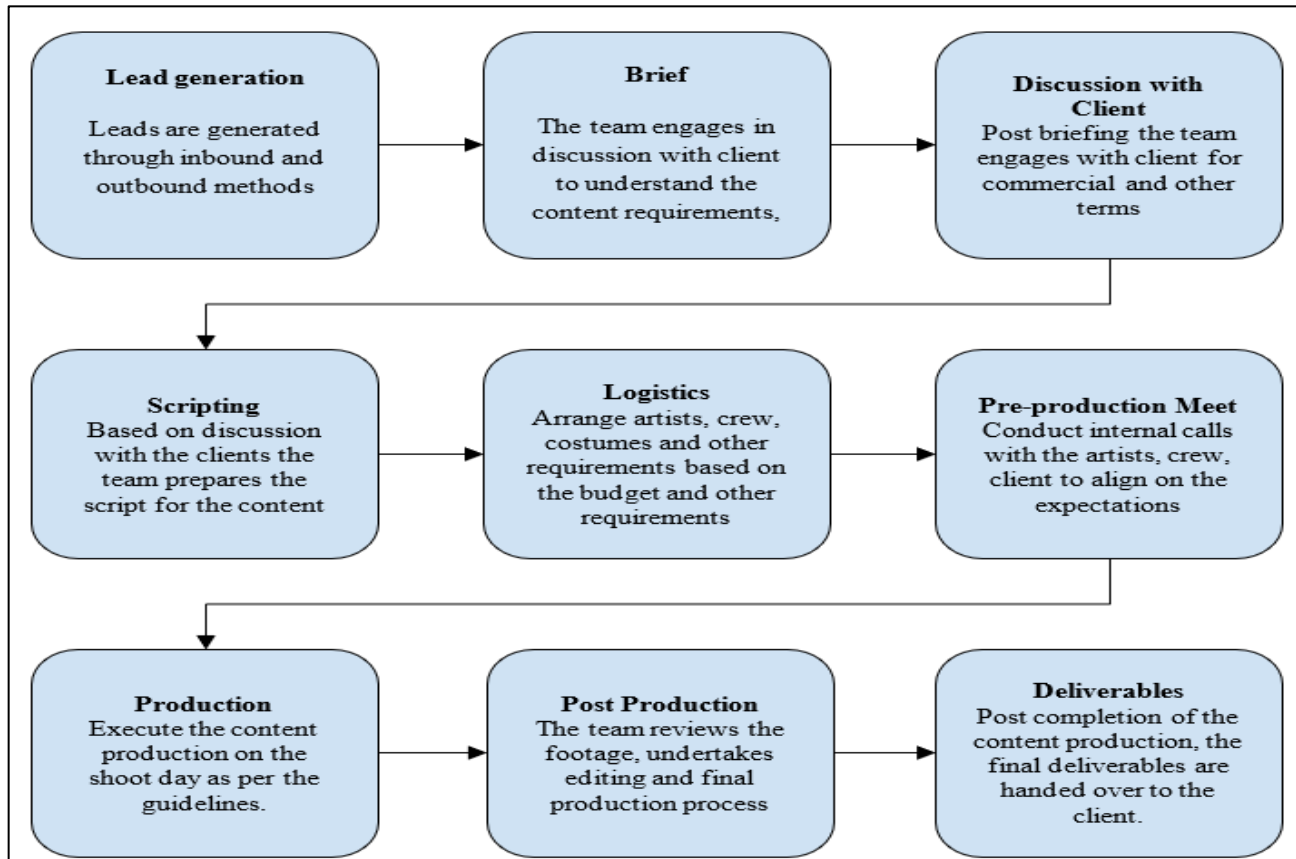 Lead generation
Leads are generated
through inbound and
outbound methods
Brief
The team engages in
discussion with client
to understand the
content requirements,
Discussion with
Client
Post briefing the team
engages with client for
commercial and other
terms
Scripting
Based on discussion
with the clients the
team prepares the
script for the content
Logistics
Arrange artists, crew,
costumes and other
requirements based on
the budget and other
requirements
Pre-production Meet
Conduct internal calls
with the artists, crew,
client to align on the
expectations
Production
Execute the content
production on the
shoot day as per the
guidelines.
Post Production
The team reviews the
footage, undertakes
editing and final
production process
Deliverables
Post completion of the
content production, the
final deliverables are
handed over to the
client.